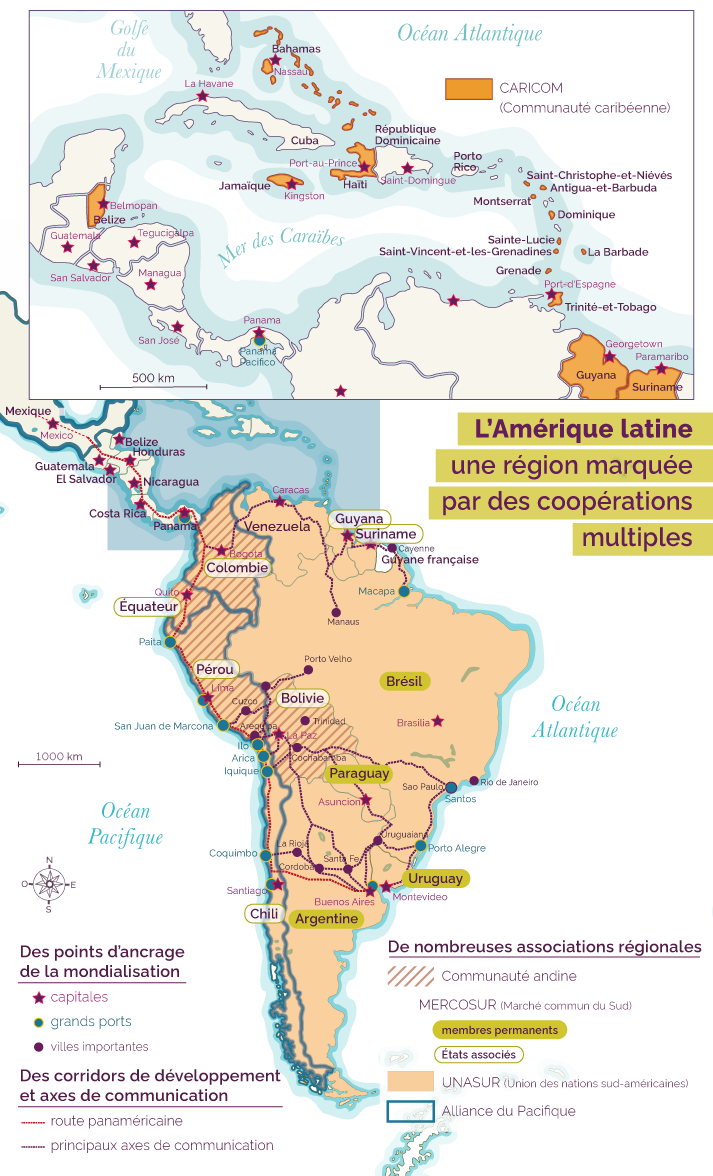 Golfe
du
Mexique
Océan Atlantique
Bahamas
Nassau
La Havane
CARICOM
(Communauté caribéenne)
Cuba
République
Dominicaine
Port-au-Prince
Porto
Rico
Saint-Domingue
Haïti
Jamaïque
Kingston
Saint-Christophe-et-Niévés
Antigua-et-Barbuda
Montserrat
Dominique
Belmopan
Belize
Guatemala
Tegucigalpa
San Salvador
Managua
Mer des Caraïbes
Sainte-Lucie
Saint-Vincent-et-les-Grenadines
La Barbade
Grenade
Port-d'Espagne
Trinité-et-Tobago
San José
Panama
Panama
Pacifico
Georgetown
Paramaribo
Guyana
Suriname
500 km
L'Amérique latine
une région marquée
par des coopérations
multiples
Mexique
Mexico
Belize
Honduras
Guatemala
El Salvador
Nicaragua
Costa Rica
Panama
Caracas
Venezuela
Guyana
Suriname
Cayenne
Guyane française
Bogota
Colombie
Macapa
Quito
Équateur
Manaus
Paita
Porto Velho
Pérou
Lima
Bolivie
Brésil
Cuzco
Trinidad
Brasilia
San Juan de Marcona
Arequipa
La Paz
Ito
Cochabamba
Arica
Iquique
Paraguay
Océan
Atlantique
1000 km
Asuncion
Sao Paulo
Rio de Janeiro
Santos
Océan
Pacifique
Uruguaiana
Porto Alegre
La Rioja
Coquimbo
Cordoba
Santa Fe
N
O
E
S
Santiago
Uruguay
Buenos Aires
Montevideo
Chili
Argentine
Des points d'ancrage
de la mondialisation
capitales
grands ports
villes importantes
Des corridors de développement
et axes de communication
route panaméricaine
principaux axes de communication
De nombreuses associations régionales
Communauté andine
MERCOSUR (Marché commun du Sud)
membres permanents
États associés
UNASUR (Union des nations sud-américaines)
Alliance du Pacifique